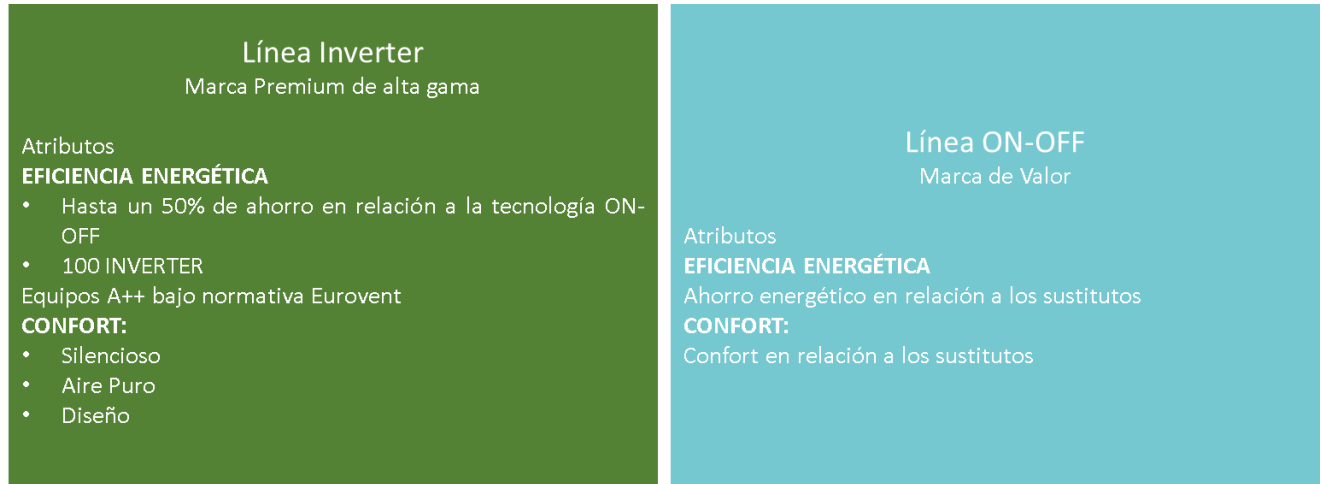 Línea Inverter
Marca Premium de alta gama
Atributos
EFICIENCIA ENERGÉTICA
• Hasta un 50% de ahorro en relación a la tecnología ON-
OFF
• 100 INVERTER
Equipos A++ bajo normativa Eurovent
CONFORT:
• Silencioso
• Aire Puro
• Diseño
Línea ON-OFF
Marca de Valor
Atributos
EFICIENCIA ENERGÉTICA
Ahorro energético en relación a los sustitutos
CONFORT:
Confort en relación a los sustitutos